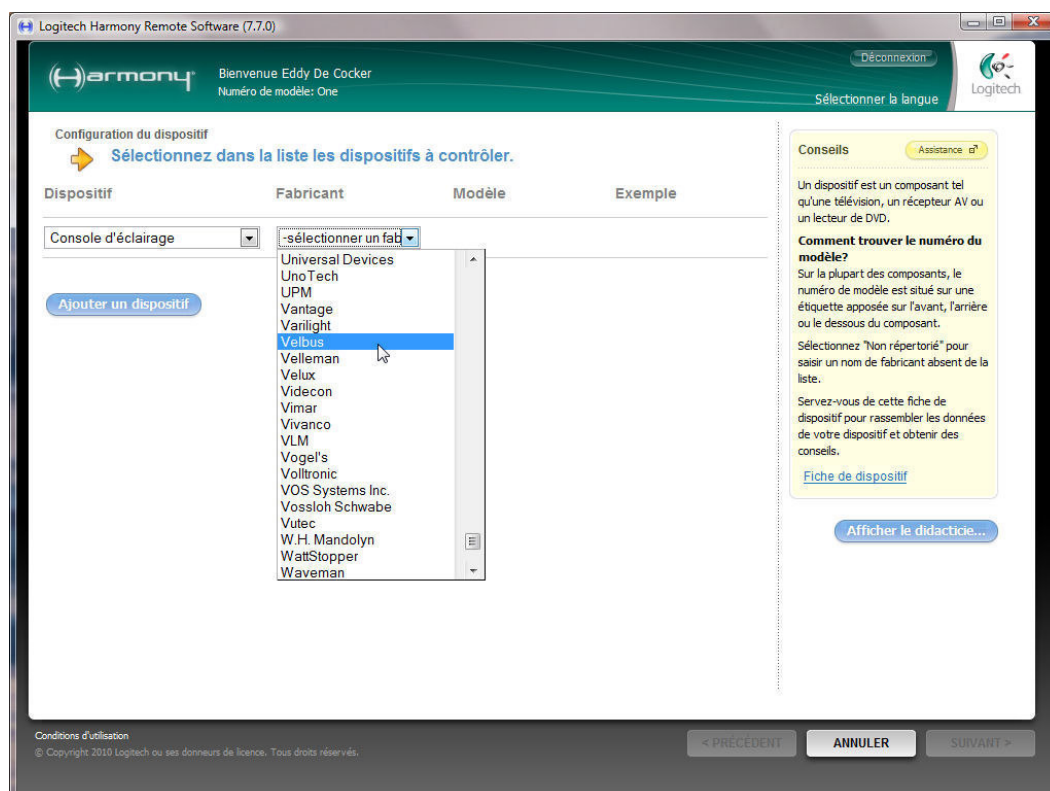 Logitech Harmony Remote Software (7.7.0)
Harmony
Bienvenue Eddy De Cocker
Numéro de modèle: One
Déconnexion
Sélectionner la langue
Logitech
Configuration du dispositif
Sélectionnez dans la liste les dispositifs à contrôler.
Dispositif Fabricant Modèle Exemple
Console d'éclairage -sélectionner un fab
Universal Devices
UnoTech
UPM
Vantage
Varilight
Velbus
Velleman
Velux
Videcon
Vimar
Vivanco
VLM
Vogel's
Volltronic
VOS Systems Inc.
Vossloh Schwabe
Vutec
W.H. Mandolyn
WattStopper
Waveman
Ajouter un dispositif
Conseils Assistance
Un dispositif est un composant tel
qu'une télévision, un récepteur AV ou
un lecteur de DVD.
Comment trouver le numéro du
modèle?
Sur la plupart des composants, le
numéro de modèle est situé sur une
étiquette apposée sur l'avant, l'arrière
ou le dessous du composant.
Sélectionnez "Non répertorié" pour
saisir un nom de fabricant absent de la
liste.
Servez-vous de cette fiche de
dispositif pour rassembler les données
de votre dispositif et obtenir des
conseils.
Fiche de dispositif
Afficher le didacticie...
Conditions d'utilisation
© Copyright 2010 Logitech ou ses donneurs de licence. Tous droits réservés.
< PRÉCÉDENT ANNULER SUIVANT >